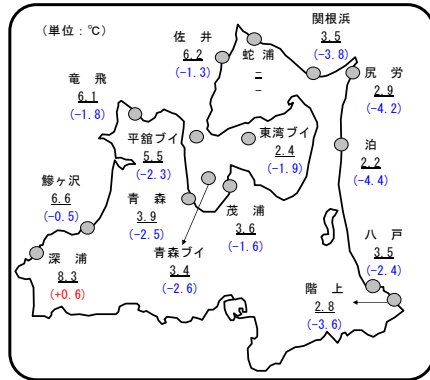 (単位：℃)
関根浜
3.5
(-3.8)
佐井
6.2
(-1.3)
蛇浦
-
-
尻労
2.9
(-4.2)
竜飛
6.1
(-1.8)
平舘ブイ
5.5
(-2.3)
東湾ブイ
2.4
(-1.9)
泊
2.2
(-4.4)
鰺ヶ沢
6.6
(-0.5)
青森
3.9
(-2.5)
茂浦
3.6
(-1.6)
深浦
8.3
(+0.6)
青森ブイ
3.4
(-2.6)
八戸
3.5
(-2.4)
階上
2.8
(-3.6)